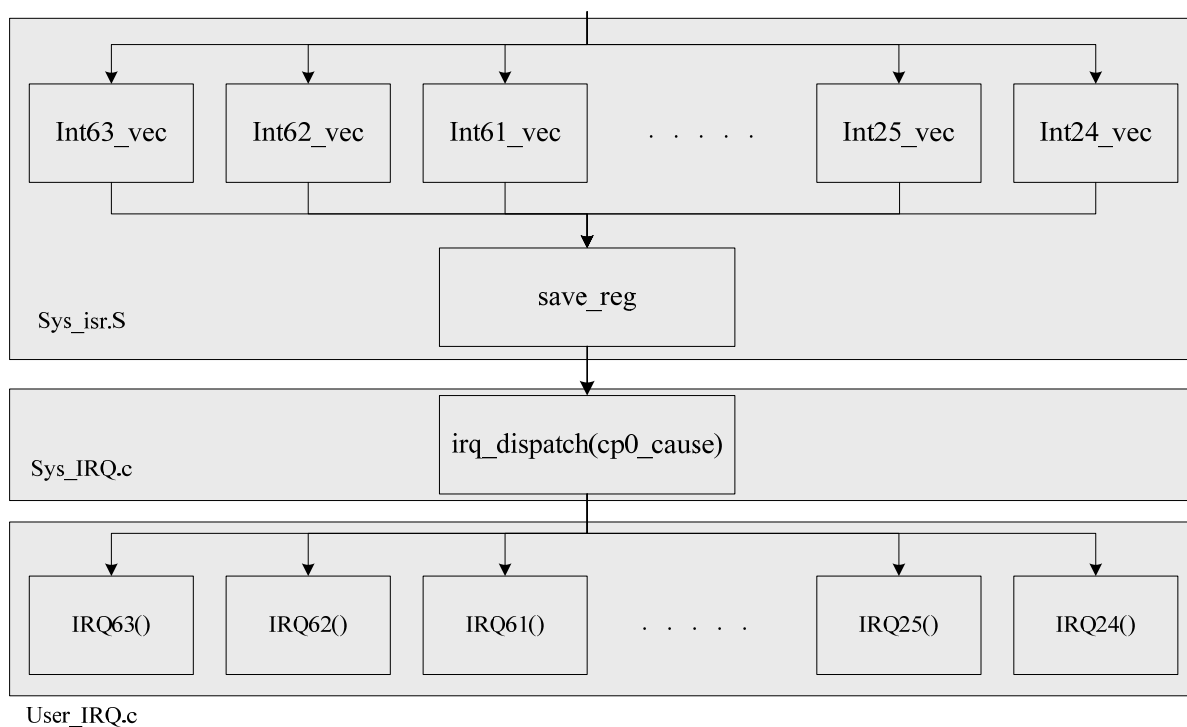 Int63_vec
Int62_vec
Int61_vec
. . . . .
Int25_vec
Int24_vec
save_reg
Sys_isr.S
irq_dispatch(cp0_cause)
Sys_IRQ.c
IRQ63()
IRQ62()
IRQ61()
. . . . .
IRQ25()
IRQ24()
User_IRQ.c